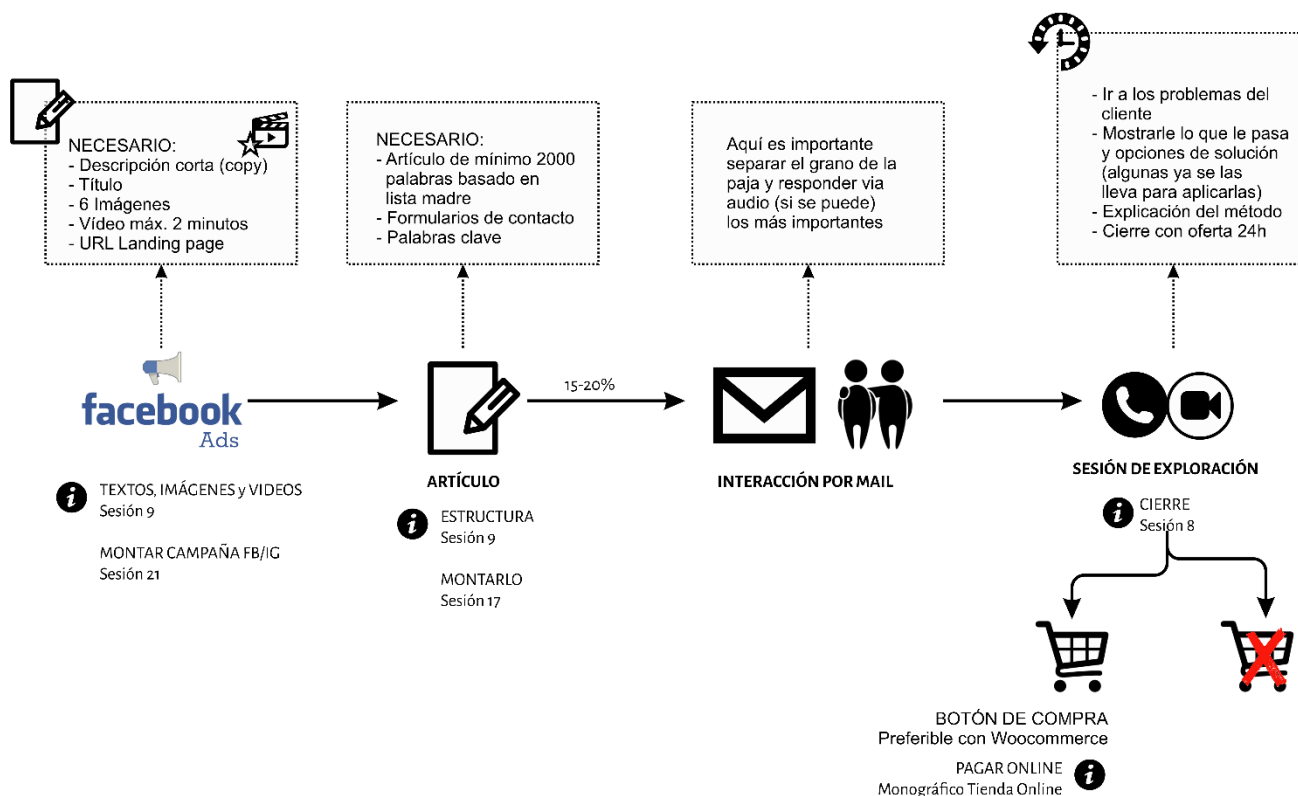 NECESARIO:
- Descripción corta (copy)
- Título
- 6 Imágenes
- Vídeo máx. 2 minutos
- URL Landing page
NECESARIO:
- Artículo de mínimo 2000
palabras basado en
lista madre
- Formularios de contacto
- Palabras clave
Aquí es importante
separar el grano de la
paja y responder via
audio (si se puede)
los más importantes
- Ir a los problemas del
cliente
- Mostrarle lo que le pasa
y opciones de solución
(algunas ya se las
lleva para aplicarlas)
- Explicación del método
- Cierre con oferta 24h
facebook
Ads
15-20%
ARTÍCULO
INTERACCIÓN POR MAIL
SESIÓN DE EXPLORACIÓN
i
TEXTOS, IMÁGENES y VIDEOS
Sesión 9
MONTAR CAMPAÑA FB/IG
Sesión 21
i
ESTRUCTURA
Sesión 9
MONTARLO
Sesión 17
i
CIERRE
Sesión 8
BOTÓN DE COMPRA
Preferible con Woocommerce
PAGAR ONLINE
i
Monográfico Tienda Online